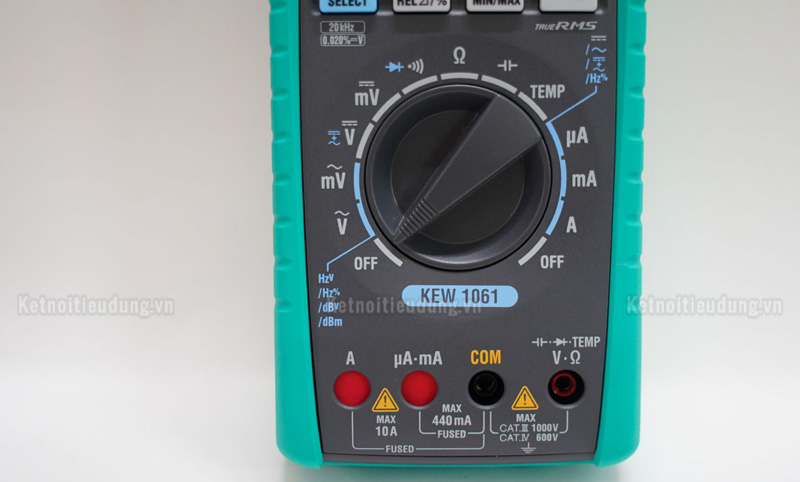 SELECT
REL⊿/%
MIN/MAX
20kHz
0.020%⎓V
TRUE RMS
Ω
mV
TEMP
/Hz%
V
µA
mV
mA
V
A
OFF
OFF
HzV
/Hz%
/dBV
/dBm
KEW 1061
Ketnoitieudung.vn
Ketnoitieudung.vn
Ketnoitieudung.vn
TEMP
A
µA·mA
COM
V·Ω
MAX
10A
MAX
440mA
FUSED
MAX
CAT.III 1000V
CAT.IV 600V
FUSED